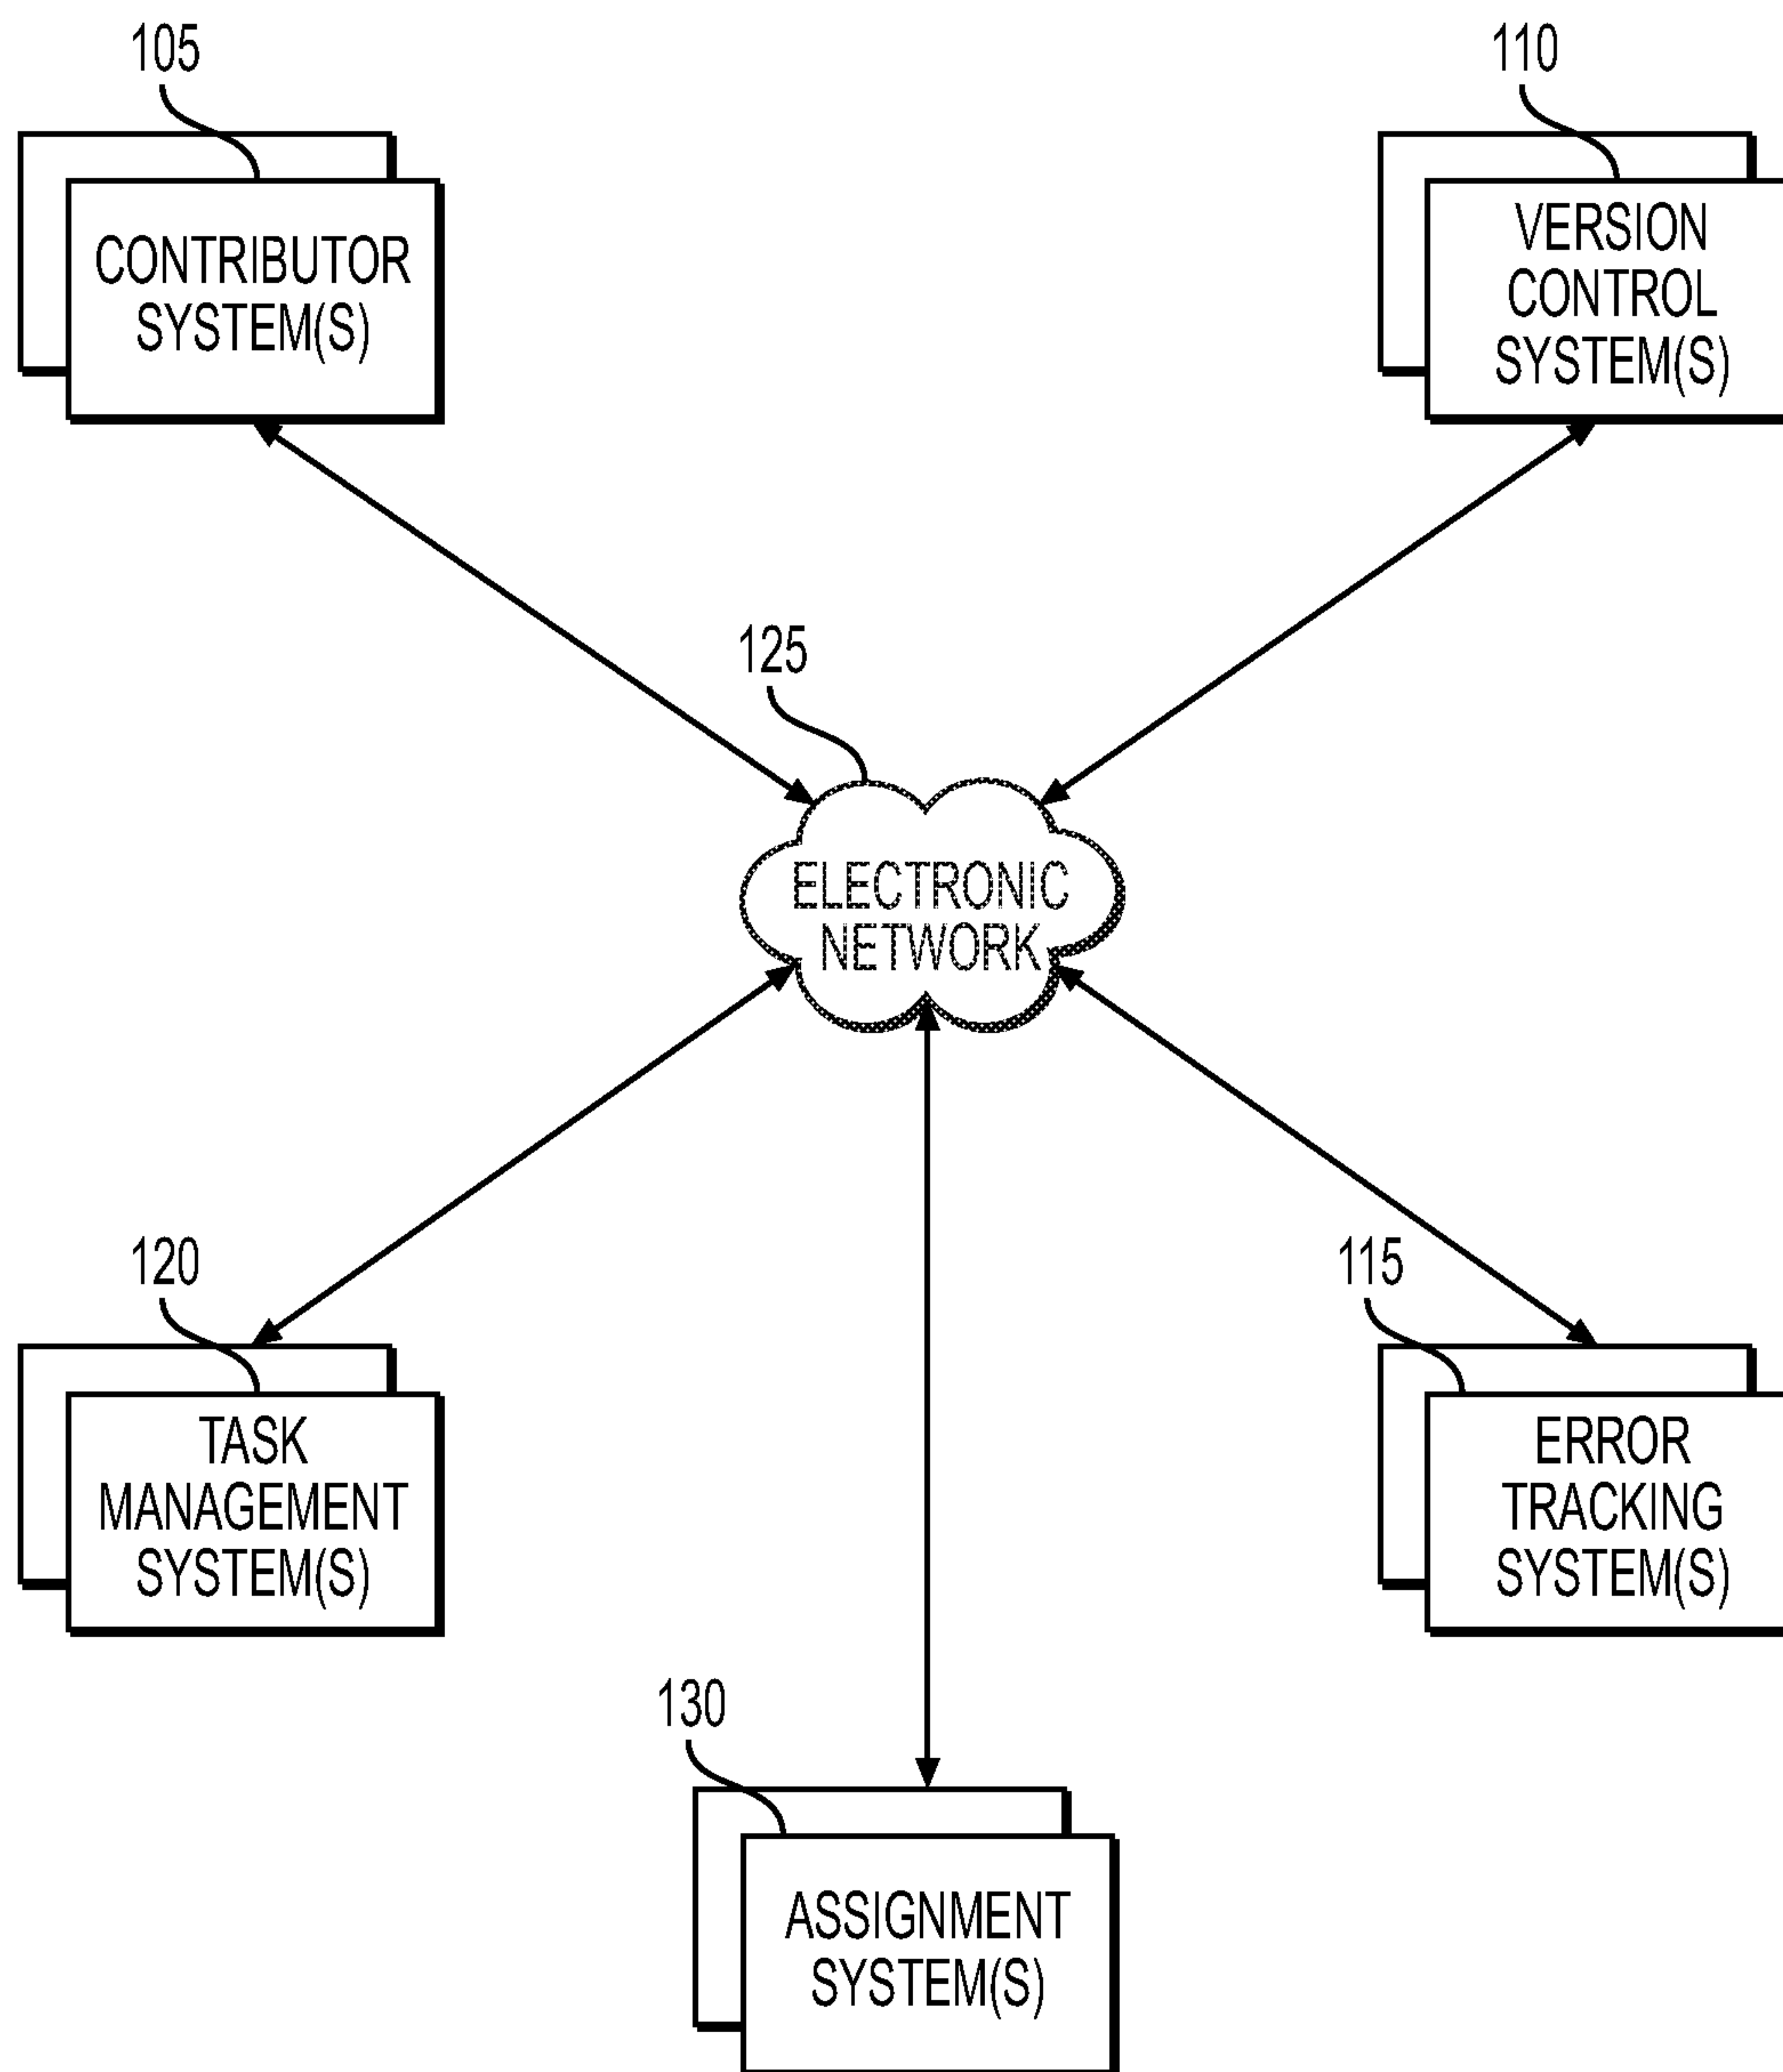 105
110
CONTRIBUTOR
SYSTEM(S)
VERSION
CONTROL
SYSTEM(S)
125
ELECTRONIC
NETWORK
120
115
TASK
MANAGEMENT
SYSTEM(S)
ERROR
TRACKING
SYSTEM(S)
130
ASSIGNMENT
SYSTEM(S)